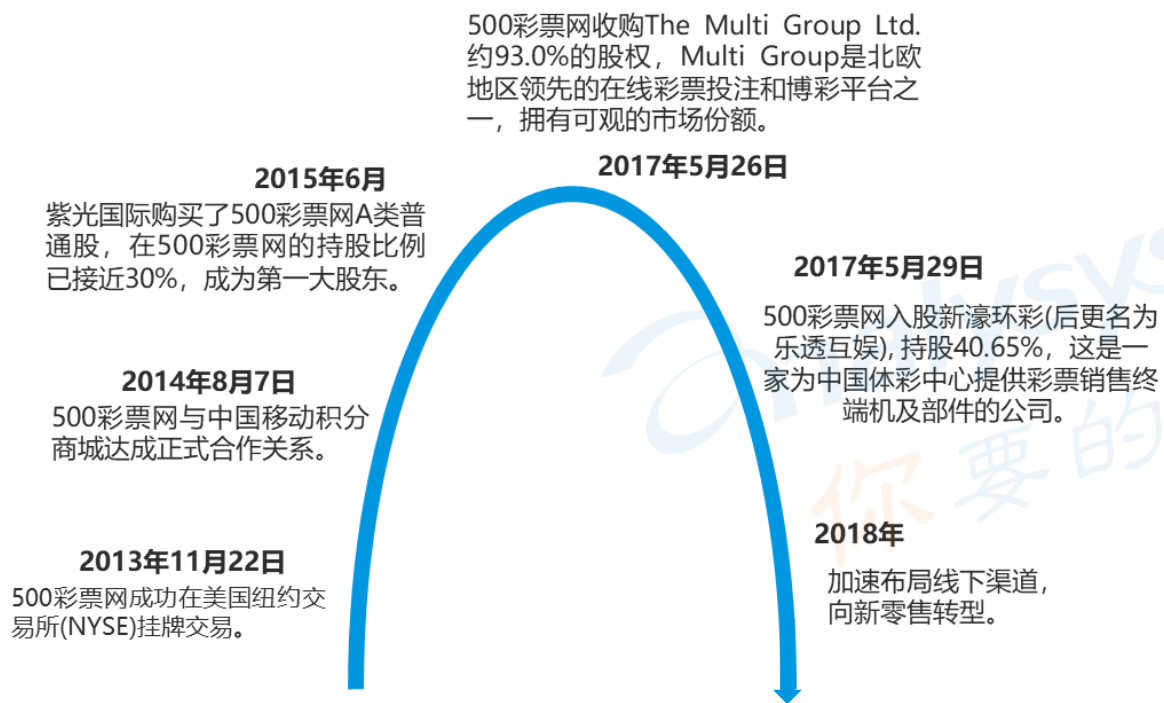 500彩票网收购The Multi Group Ltd.
约93.0%的股权，Multi Group是北欧
地区领先的在线彩票投注和博彩平台之
一，拥有可观的市场份额。
2017年5月26日
2015年6月
紫光国际购买了500彩票网A类普
通股，在500彩票网的持股比例
已接近30%，成为第一大股东。
2017年5月29日
500彩票网入股新濠环彩(后更名为
乐透互娱)，持股40.65%，这是一
家为中国体彩中心提供彩票销售终
端机及部件的公司。
2014年8月7日
500彩票网与中国移动积分
商城达成正式合作关系。
2018年
加速布局线下渠道，
向新零售转型。
2013年11月22日
500彩票网成功在美国纽约交
易所(NYSE)挂牌交易。
analysys
你要的